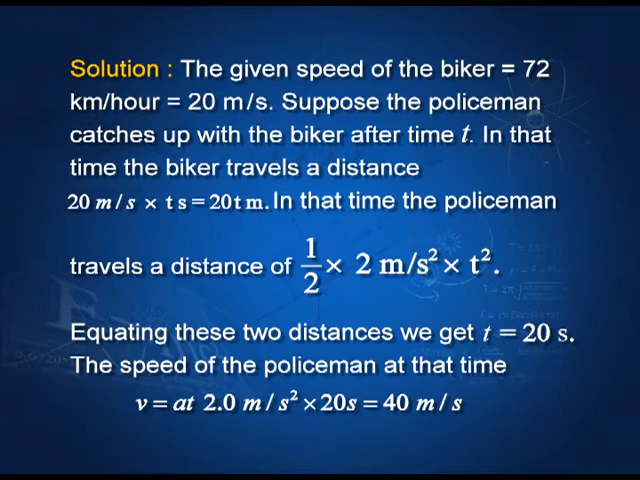 Solution : The given speed of the biker = 72
km/hour = 20 m/s. Suppose the policeman
catches up with the biker after time t. In that
time the biker travels a distance
20 m/s × t s = 20t m. In that time the policeman
travels a distance of 1/2 × 2 m/s² × t².
Equating these two distances we get t = 20 s.
The speed of the policeman at that time
v = at 2.0 m/s² × 20s = 40 m/s